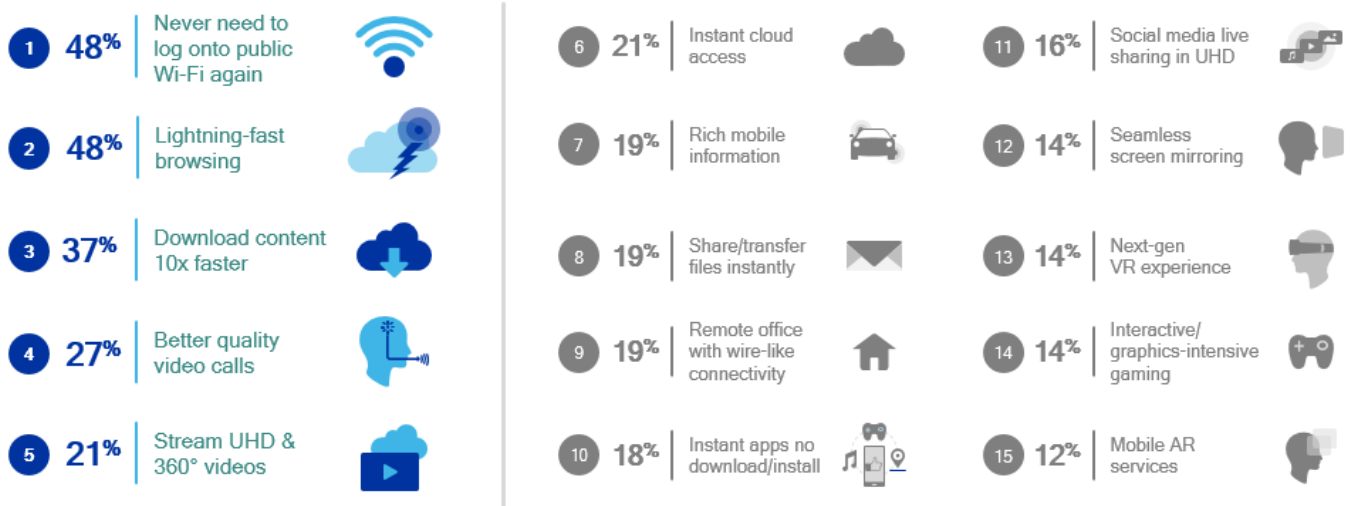 1 48% Never need to
log onto public
Wi-Fi again
2 48% Lightning-fast
browsing
3 37% Download content
10x faster
4 27% Better quality
video calls
5 21% Stream UHD &
360° videos
6 21% Instant cloud
access
7 19% Rich mobile
information
8 19% Share/transfer
files instantly
9 19% Remote office
with wire-like
connectivity
10 18% Instant apps no
download/install
11 16% Social media live
sharing in UHD
12 14% Seamless
screen mirroring
13 14% Next-gen
VR experience
14 14% Interactive/
graphics-intensive
gaming
15 12% Mobile AR
services